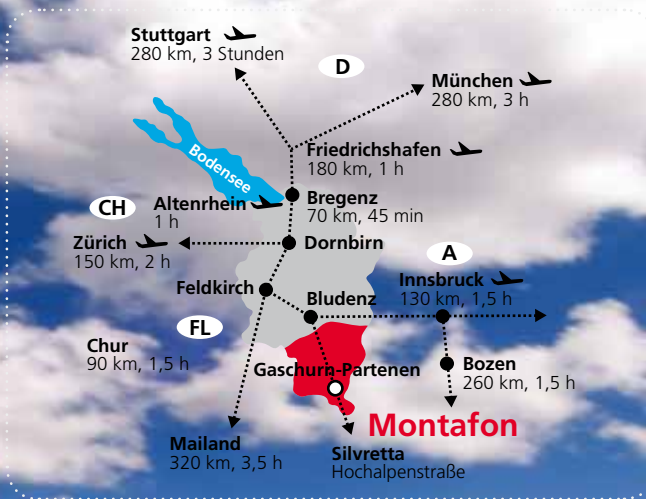 Stuttgart
280 km, 3 Stunden
D
München
280 km, 3 h
Friedrichshafen
180 km, 1 h
Bodensee
Altenrhein
1 h
Bregenz
70 km, 45 min
CH
Zürich
150 km, 2 h
Dornbirn
A
Innsbruck
130 km, 1,5 h
Feldkirch
Bludenz
FL
Chur
90 km, 1,5 h
Gaschurn-Partenen
Bozen
260 km, 1,5 h
Montafon
Mailand
320 km, 3,5 h
Silvretta
Hochalpenstraße